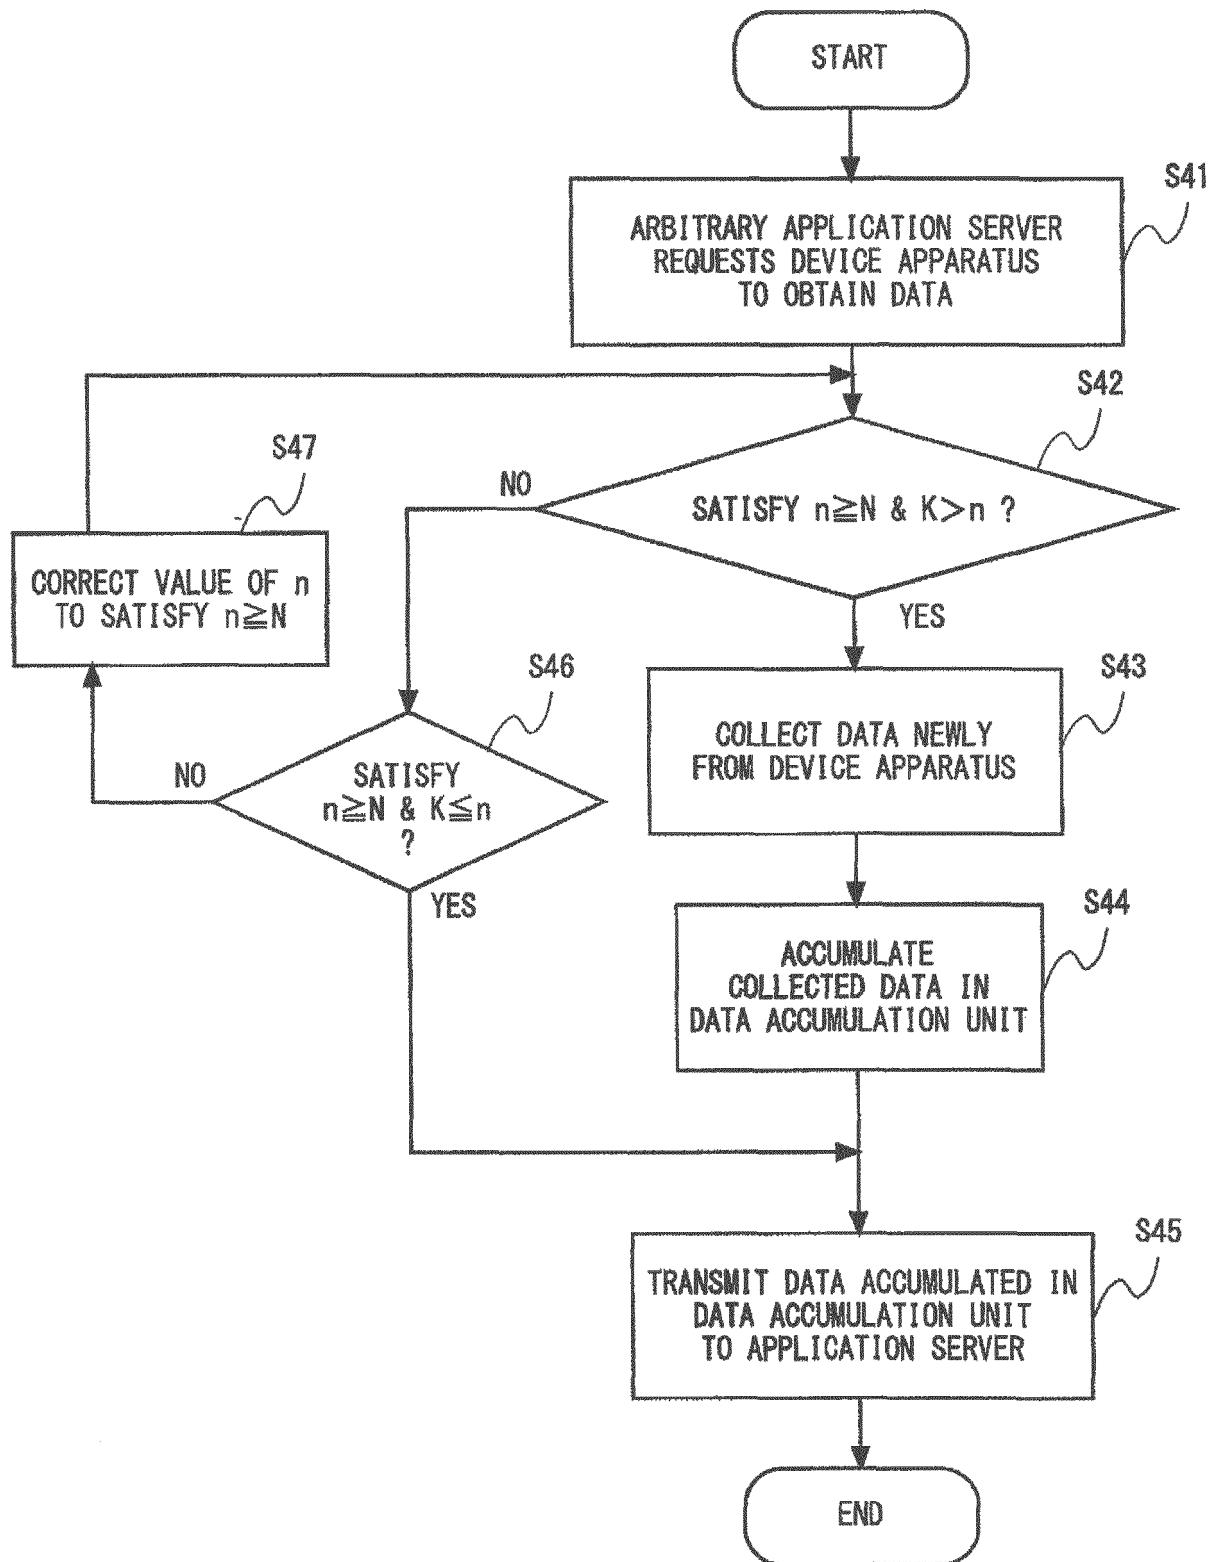 START
S41
ARBITRARY APPLICATION SERVER
REQUESTS DEVICE APPARATUS
TO OBTAIN DATA
S42
SATISFY n≧N & K>n ?
NO
YES
S47
CORRECT VALUE OF n
TO SATISFY n≧N
S46
SATISFY
n≧N & K≦n
?
NO
YES
S43
COLLECT DATA NEWLY
FROM DEVICE APPARATUS
S44
ACCUMULATE
COLLECTED DATA IN
DATA ACCUMULATION UNIT
S45
TRANSMIT DATA ACCUMULATED IN
DATA ACCUMULATION UNIT
TO APPLICATION SERVER
END